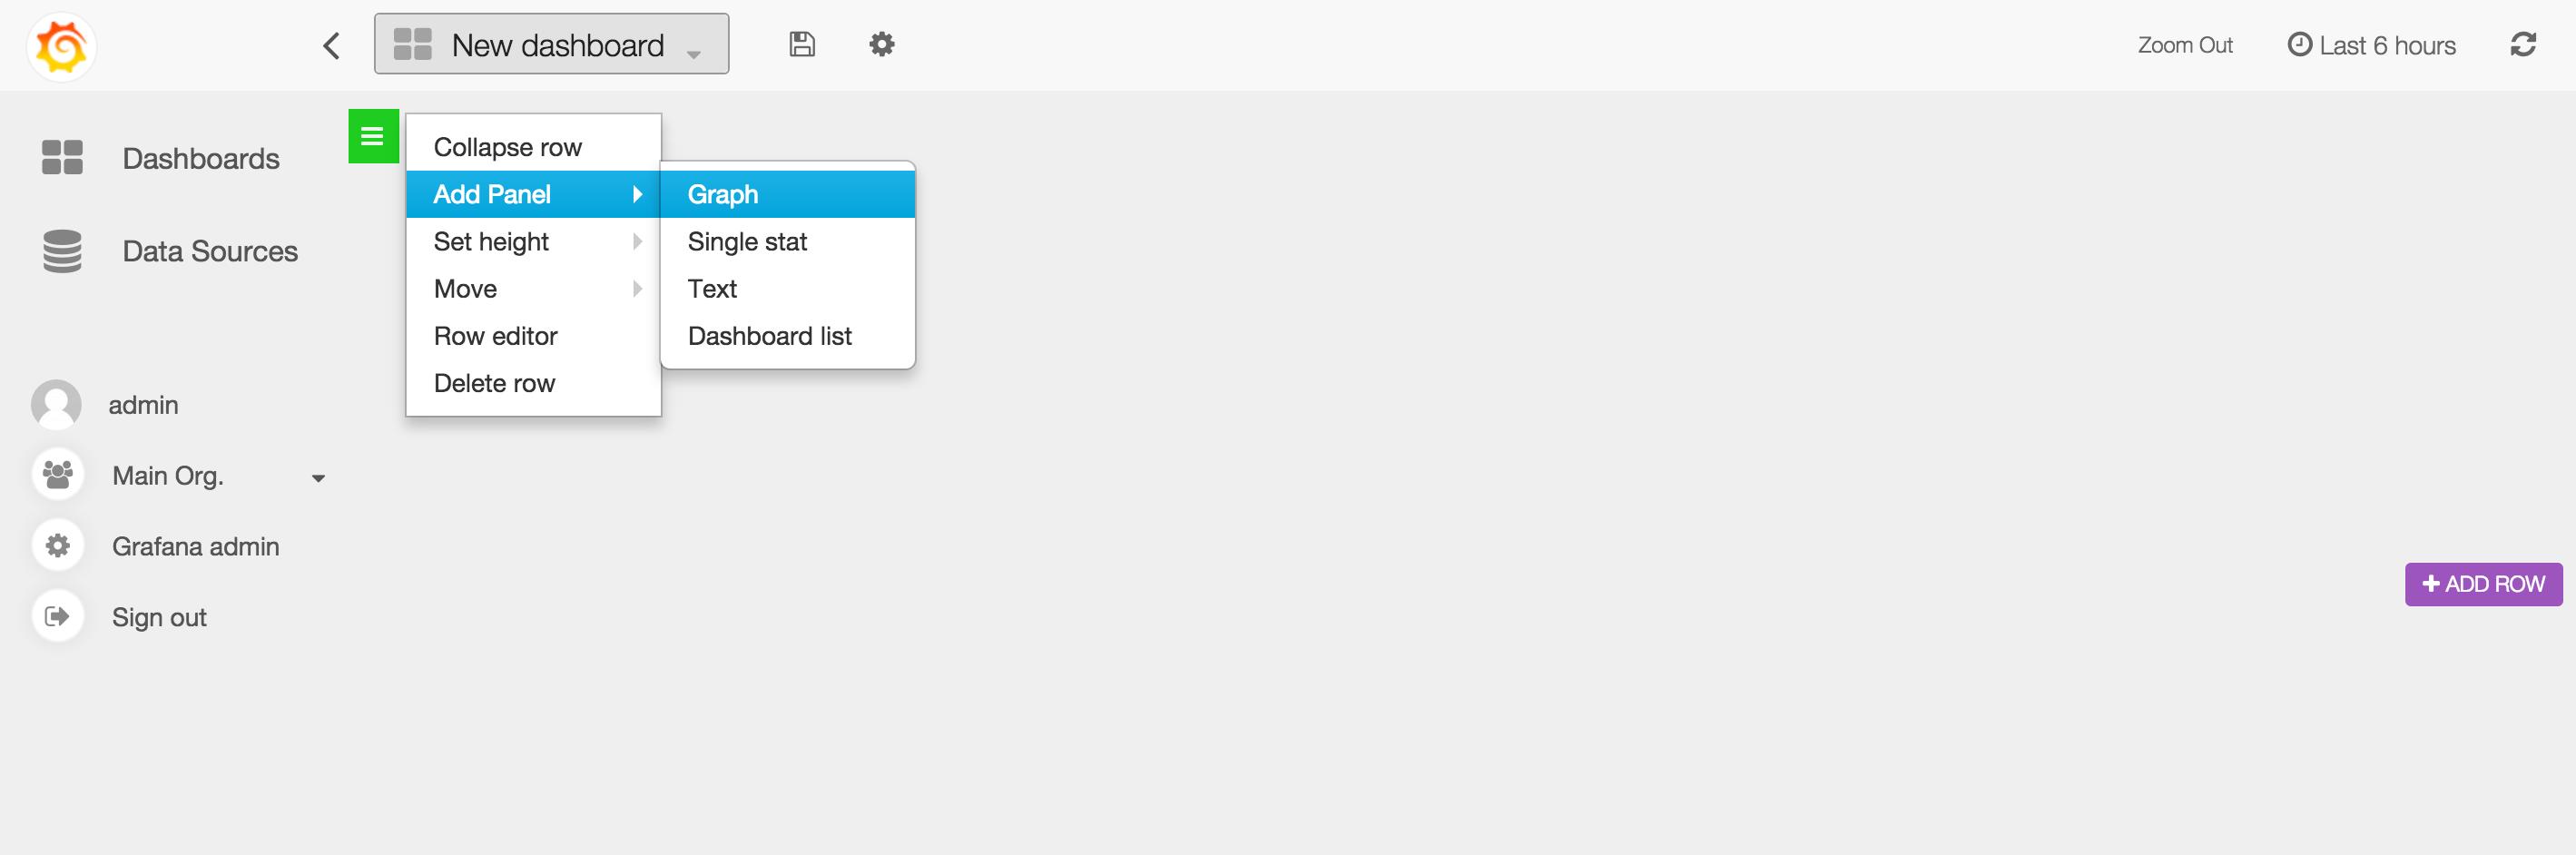 New dashboard
Zoom Out
Last 6 hours
Dashboards
Data Sources
admin
Main Org.
Grafana admin
Sign out
Collapse row
Add Panel
Set height
Move
Row editor
Delete row
Graph
Single stat
Text
Dashboard list
+ ADD ROW